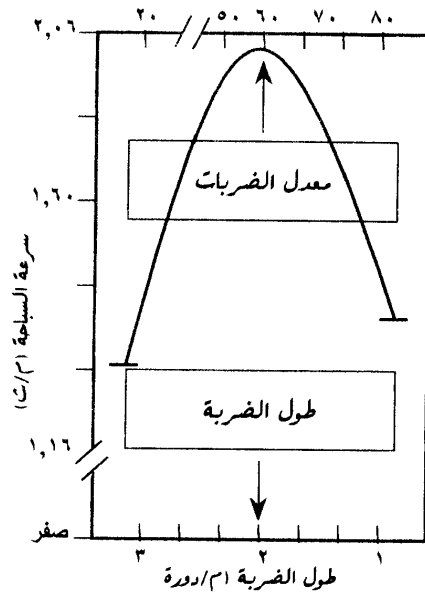 ٢٠ ٥٠ ٦٠ ٧٠ ٨٠
٢,٠٦
معدل الضربات
١,٦٠
سرعة السباحة (م/ث)
طول الضربة
١,١٦
صفر
٣ ٢ ١
طول الضربة (م/دورة